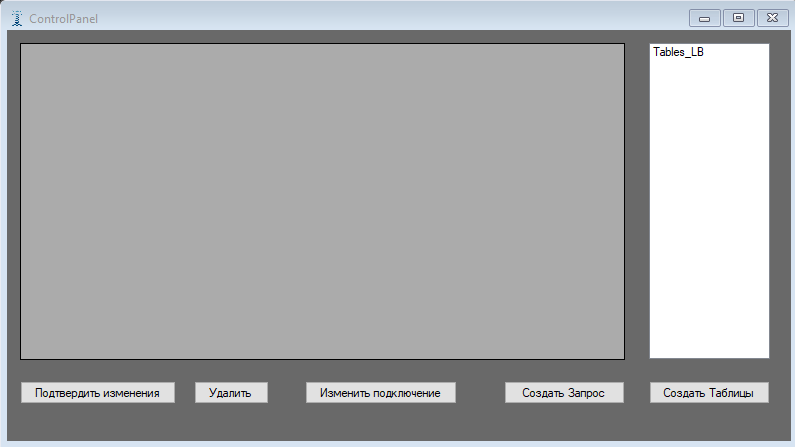 ControlPanel
Tables_LB
Подтвердить изменения
Удалить
Изменить подключение
Создать Запрос
Создать Таблицы